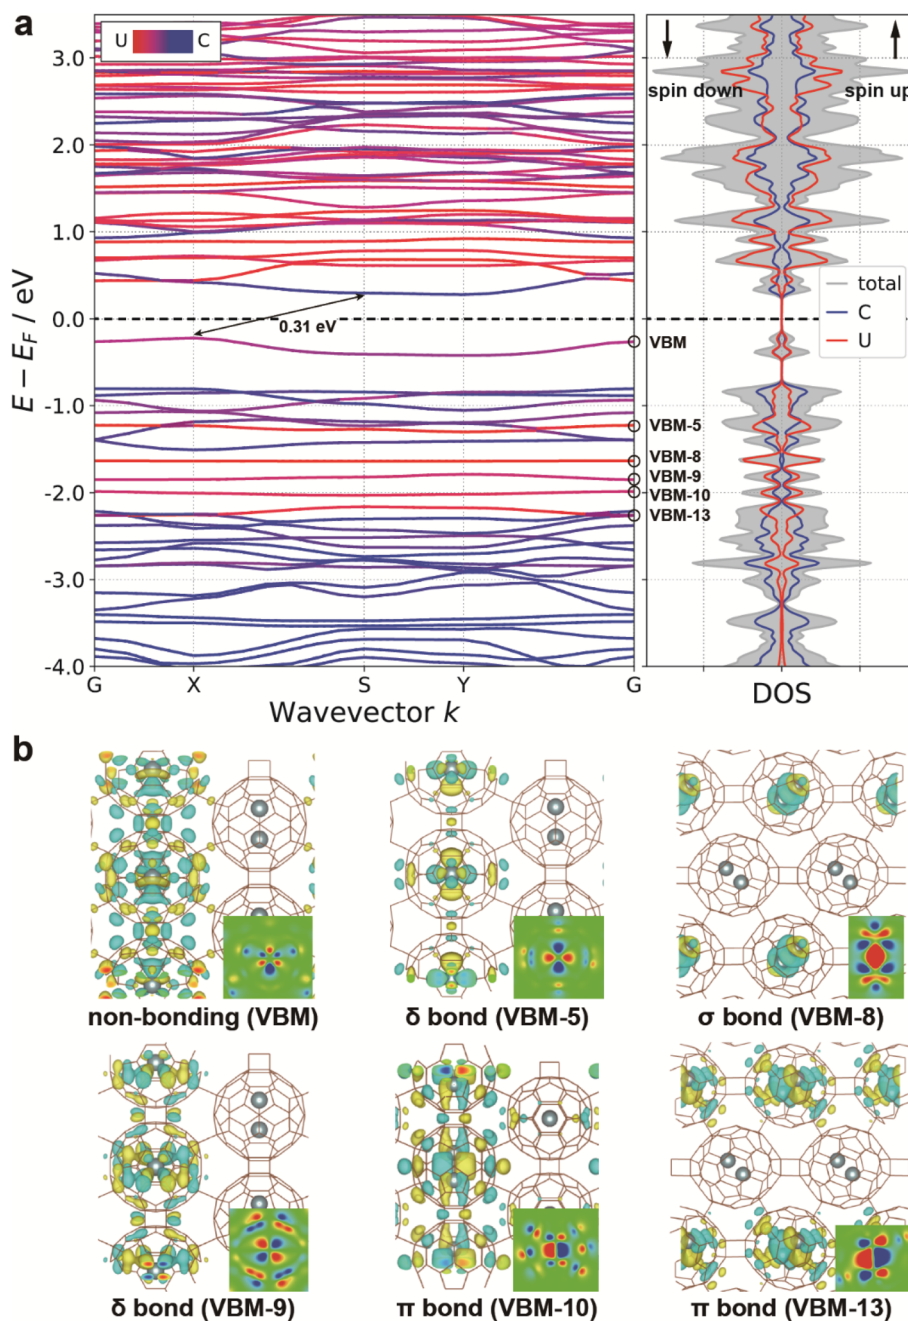 a
U C
spin down spin up
3.0
2.0
1.0
0.0
-1.0
-2.0
-3.0
-4.0
E − E_F / eV
0.31 eV
total
C
U
VBM
VBM-5
VBM-8
VBM-9
VBM-10
VBM-13
G X S Y G
Wavevector k
DOS
b
non-bonding (VBM) δ bond (VBM-5) σ bond (VBM-8)
δ bond (VBM-9) π bond (VBM-10) π bond (VBM-13)